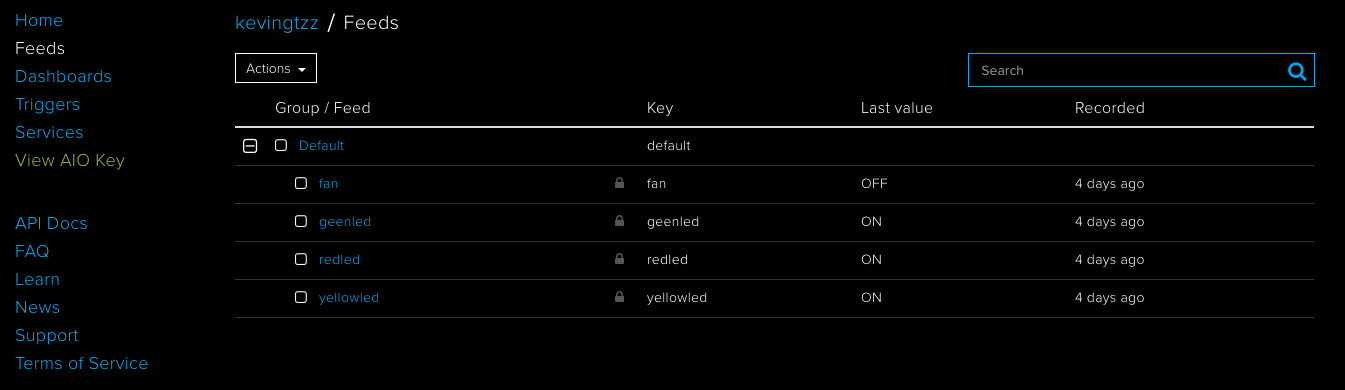 Home
Feeds
Dashboards
Triggers
Services
View AIO Key
API Docs
FAQ
Learn
News
Support
Terms of Service
kevingtzz / Feeds
Actions
Search
Group / Feed Key Last value Recorded
Default default
fan fan OFF 4 days ago
geenled geenled ON 4 days ago
redled redled ON 4 days ago
yellowled yellowled ON 4 days ago